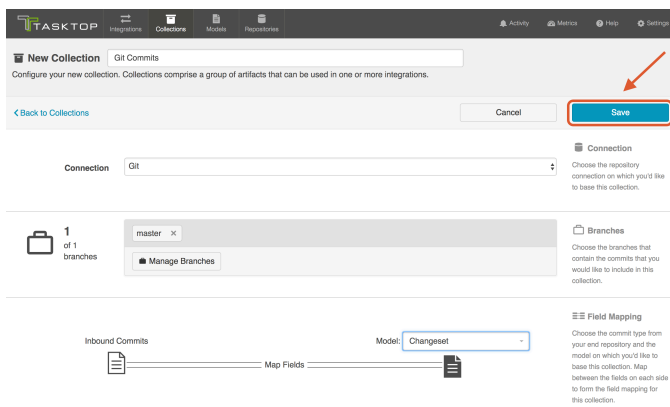 TASKTOP
Integrations
Collections
Models
Repositories
Activity
Metrics
Help
Settings
New Collection
Git Commits
Configure your new collection. Collections comprise a group of artifacts that can be used in one or more integrations.
Back to Collections
Cancel
Save
Connection
Git
Connection
Choose the repository
connection on which you'd like
to base this collection.
1
of 1
branches
master ×
Manage Branches
Branches
Choose the branches that
contain the commits that you
would like to include in this
collection.
Inbound Commits
Model: Changeset
Map Fields
Field Mapping
Choose the commit type from
your end repository and the
model on which you'd like to
base this collection. Map
between the fields on each side
to form the field mapping for
this collection.